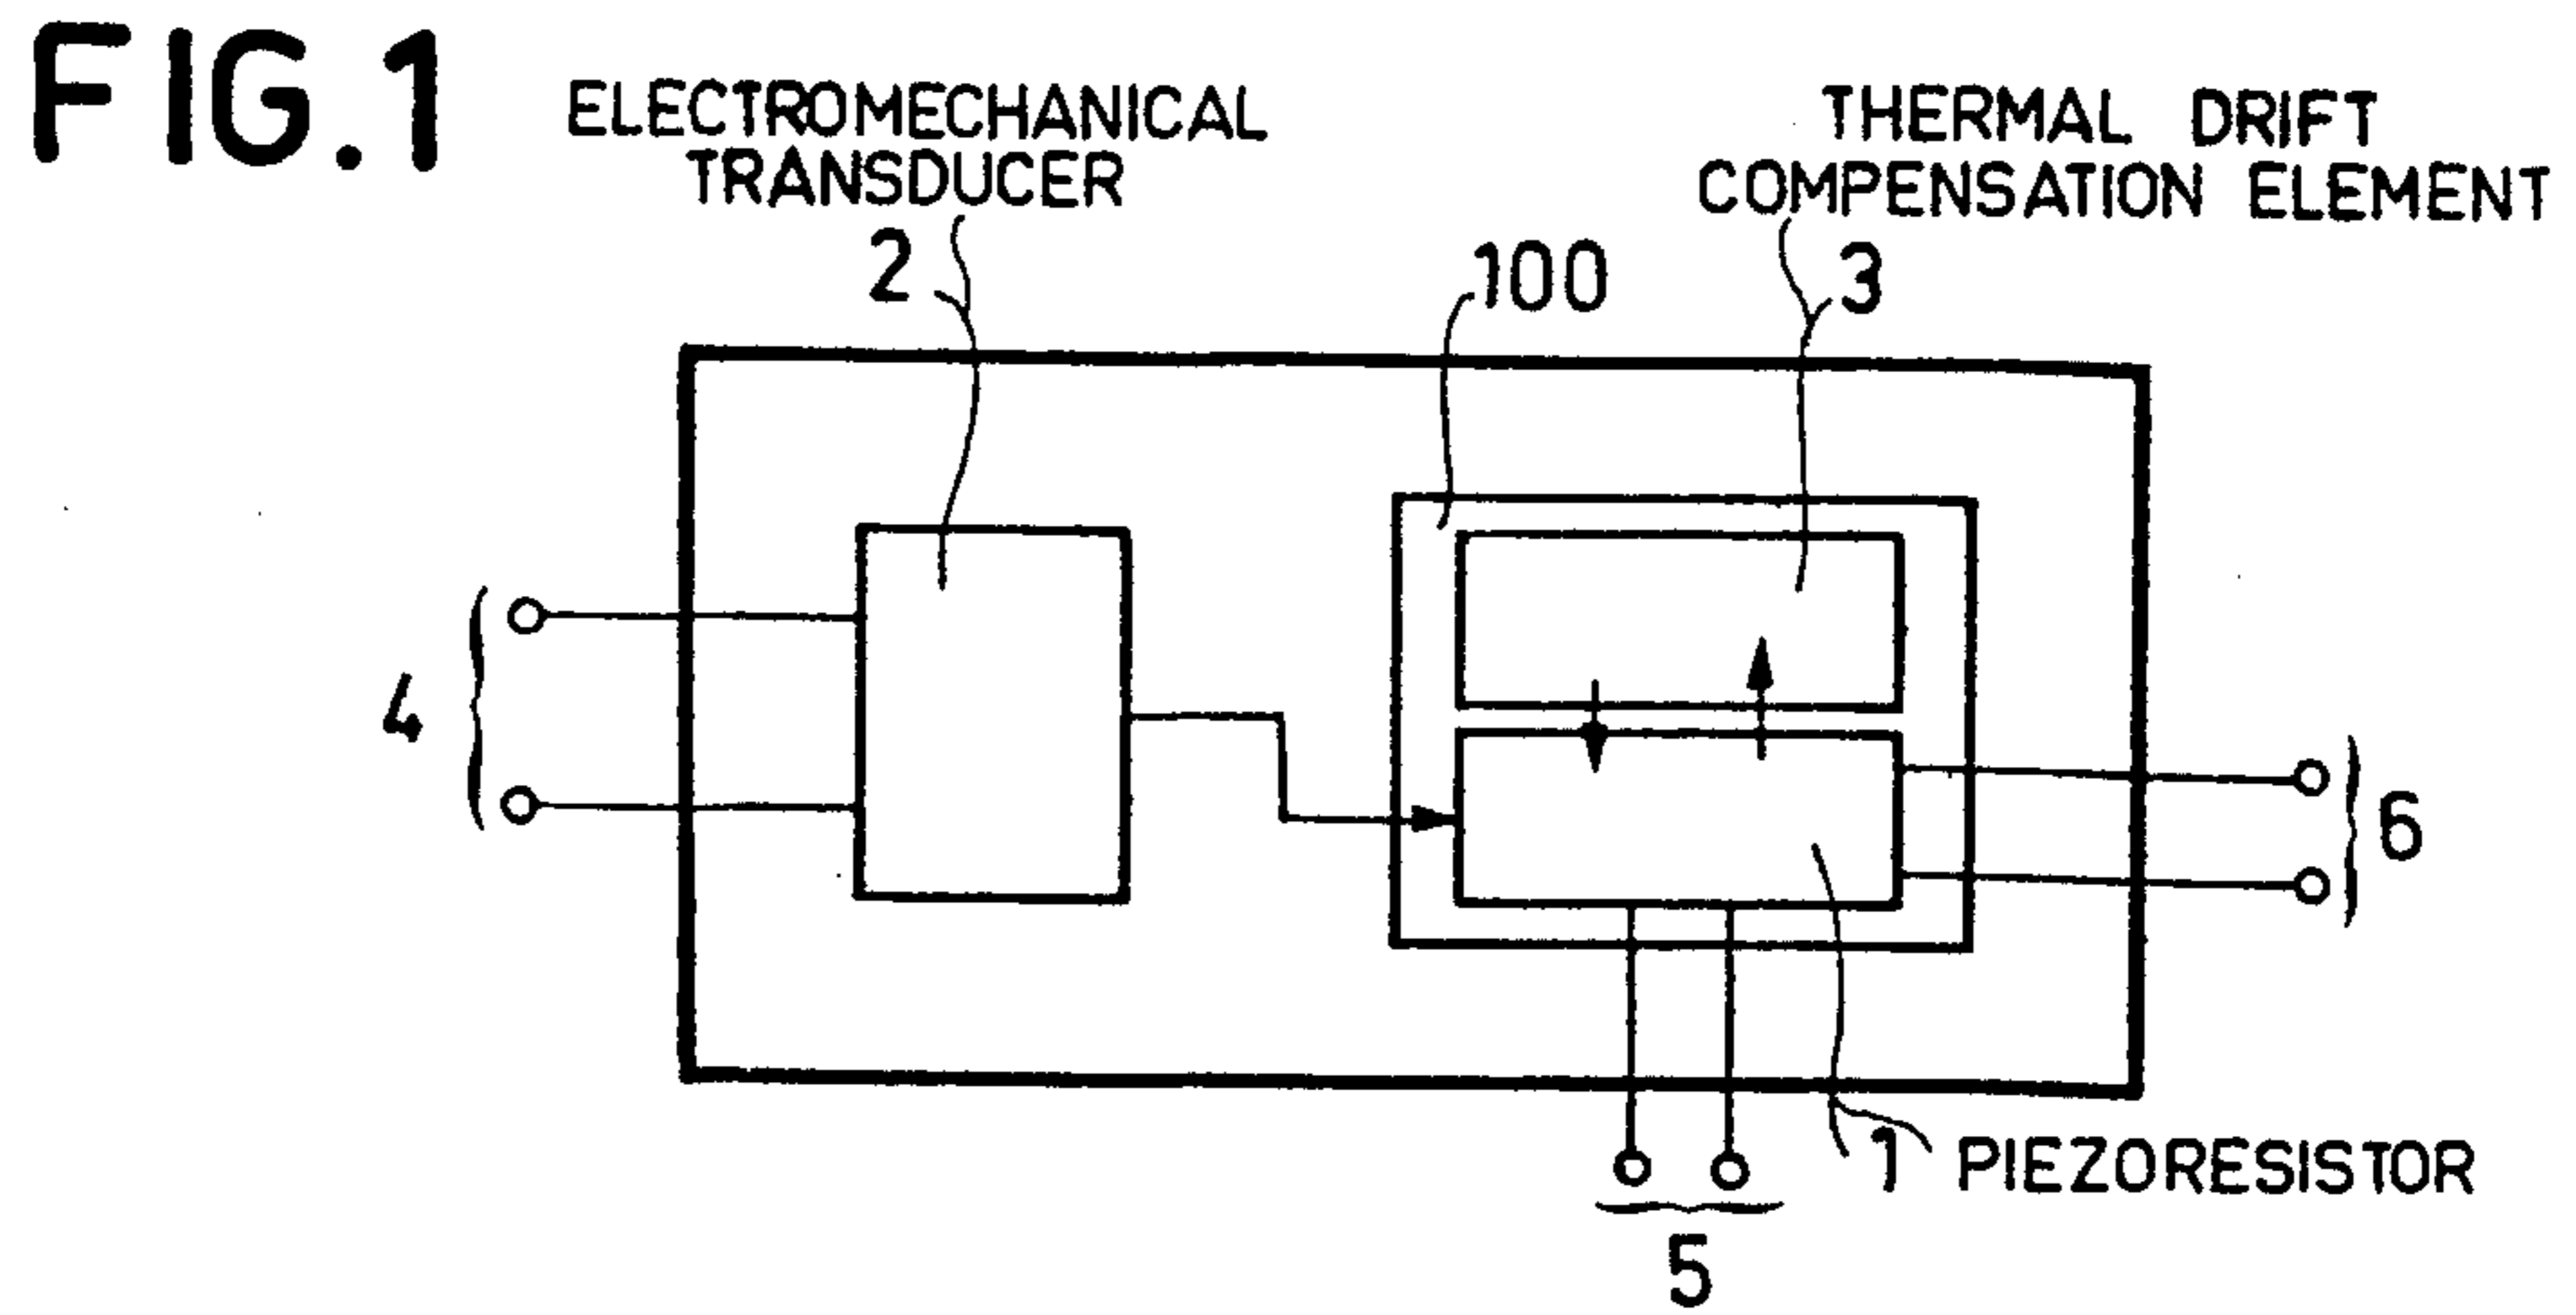 FIG.1
ELECTROMECHANICAL
TRANSDUCER
2
THERMAL DRIFT
COMPENSATION ELEMENT
100
3
4
6
1 PIEZORESISTOR
5